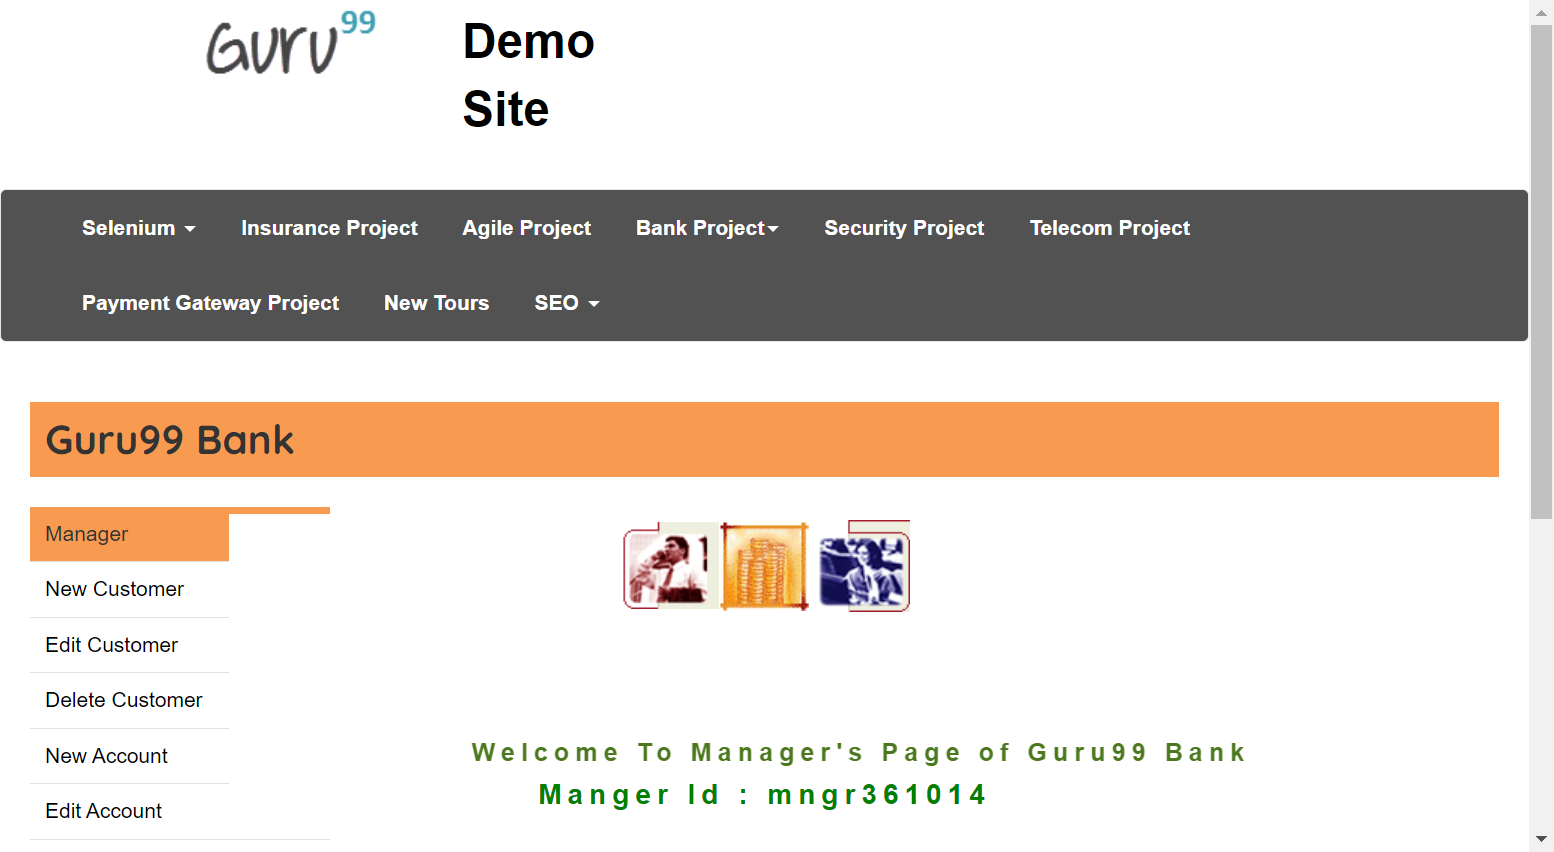 Guru99
Demo
Site
Selenium
Insurance Project
Agile Project
Bank Project
Security Project
Telecom Project
Payment Gateway Project
New Tours
SEO
Guru99 Bank
Manager
New Customer
Edit Customer
Delete Customer
New Account
Edit Account
Welcome To Manager's Page of Guru99 Bank
Manger Id : mngr361014